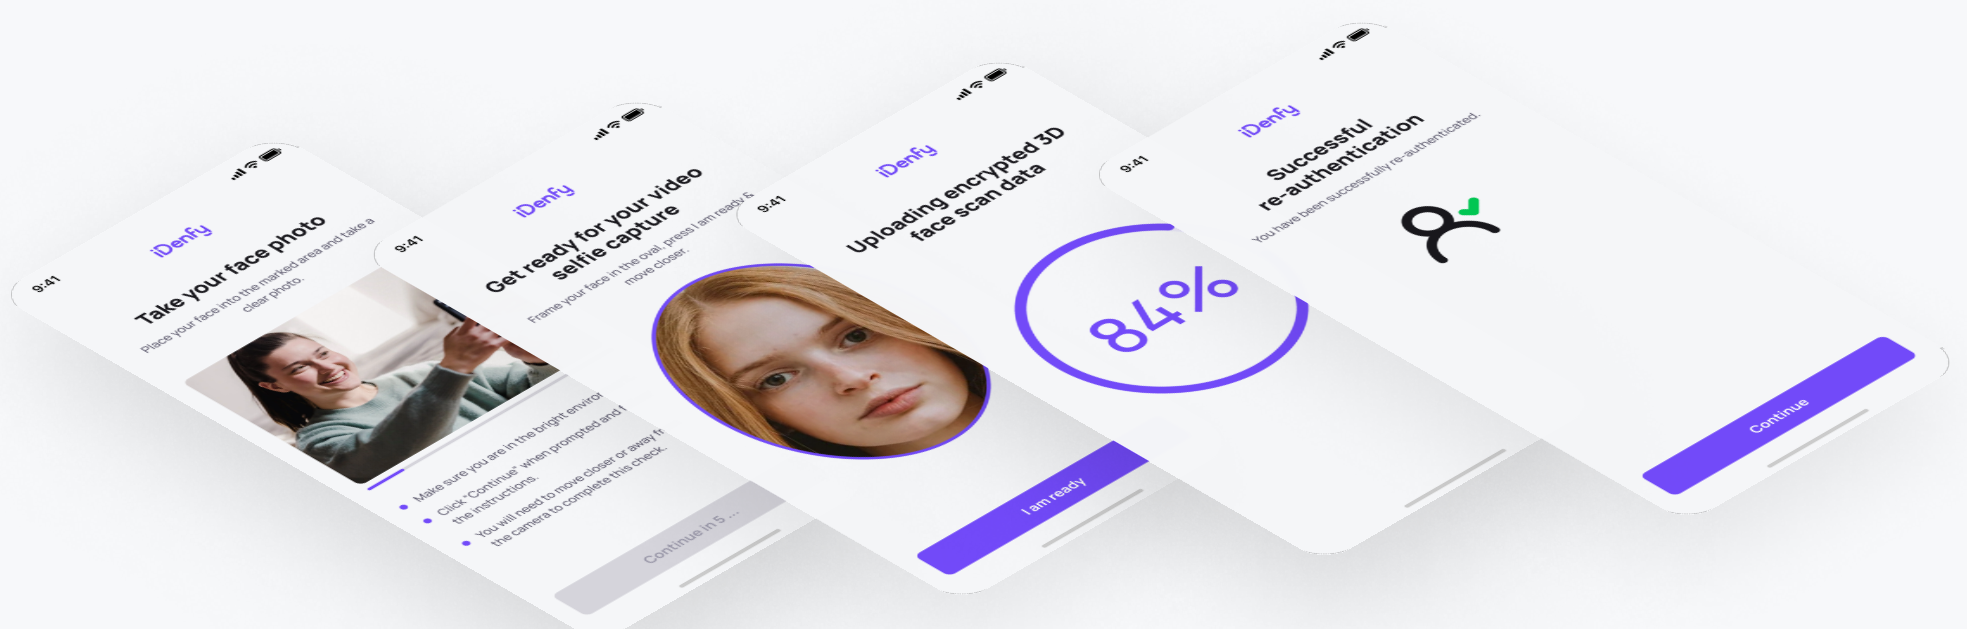 9:41
iDenfy
Take your face photo
Place your face into the marked area and take a
clear photo.
Make sure you are in the bright
Click "Continue" when prompted and
the instructions.
You will need to move closer or away
the camera to complete this check.
Continue in 5 ...
9:41
iDenfy
Get ready for your video
selfie capture
Frame your face in the oval, press I am ready &
move closer.
I am ready
9:41
iDenfy
Uploading encrypted 3D
face scan data
84%
9:41
iDenfy
Successful
re-authentication
You have been successfully re-authenticated.
Continue